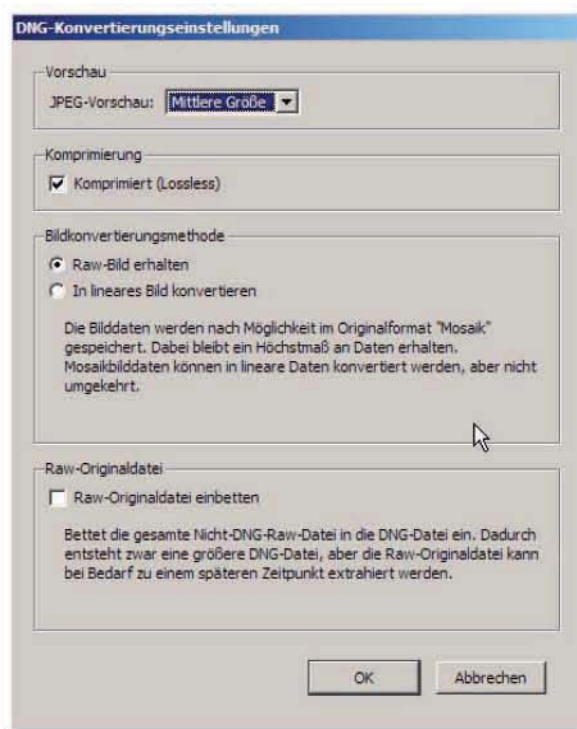 DNG-Konvertierungseinstellungen
Vorschau
JPEG-Vorschau: Mittlere Größe
Komprimierung
Komprimiert (Lossless)
Bildkonvertierungsmethode
Raw-Bild erhalten
In lineares Bild konvertieren
Die Bilddaten werden nach Möglichkeit im Originalformat "Mosaik"
gespeichert. Dabei bleibt ein Höchstmaß an Daten erhalten.
Mosaikbilddaten können in lineare Daten konvertiert werden, aber nicht
umgekehrt.
Raw-Originaldatei
Raw-Originaldatei einbetten
Bettet die gesamte Nicht-DNG-Raw-Datei in die DNG-Datei ein. Dadurch
entsteht zwar eine größere DNG-Datei, aber die Raw-Originaldatei kann
bei Bedarf zu einem späteren Zeitpunkt extrahiert werden.
OK Abbrechen